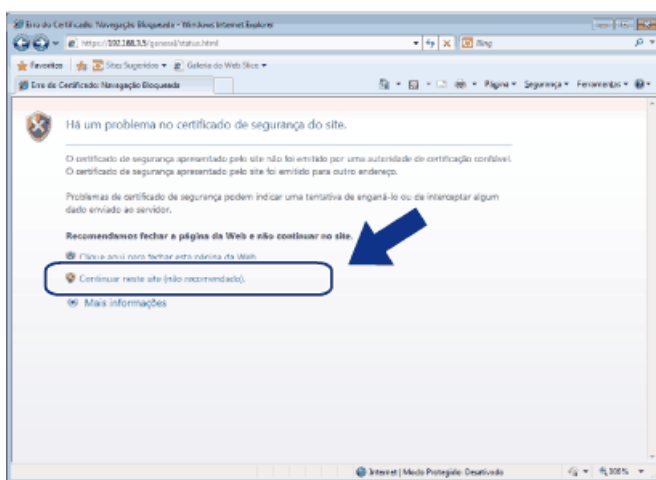 Erro do Certificado: Navegação Bloqueada - Windows Internet Explorer
https://192.168.1.5/general/status.html
Bing
Favoritos Sites Sugeridos Galeria do Web Slice
Erro do Certificado: Navegação Bloqueada
Página Segurança Ferramentas
Há um problema no certificado de segurança do site.
O certificado de segurança apresentado pelo site não foi emitido por uma autoridade de certificação confiável.
O certificado de segurança apresentado pelo site foi emitido para outro endereço.
Problemas de certificado de segurança podem indicar uma tentativa de enganá-lo ou de interceptar algum
dado enviado ao servidor.
Recomendamos fechar a página da Web e não continuar no site.
Clique aqui para fechar esta página da Web.
Continuar neste site (não recomendado).
Mais informações
Internet | Modo Protegido: Desativado